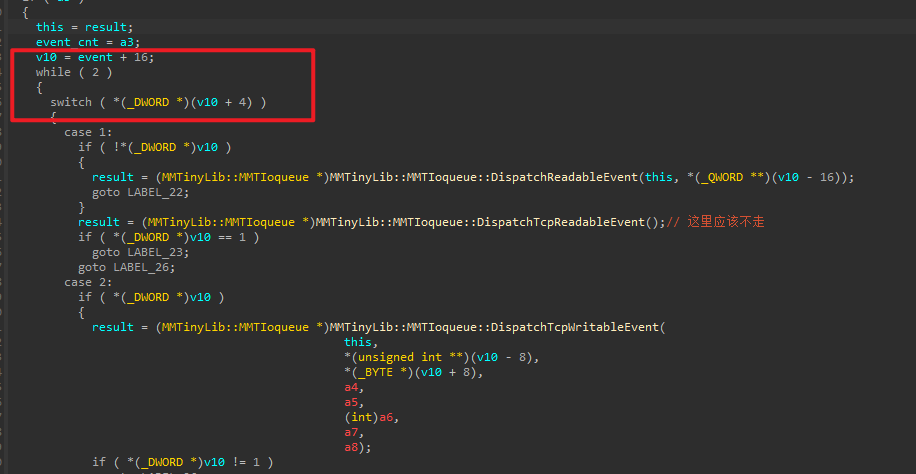 {
this = result;
event_cnt = a3;
v10 = event + 16;
while ( 2 )
{
switch ( *(_DWORD *)(v10 + 4) )
{
case 1:
if ( !*(_DWORD *)v10 )
{
result = (MMTinyLib::MMTIoqueue *)MMTinyLib::MMTIoqueue::DispatchReadableEvent(this, *(_QWORD **)(v10 - 16));
goto LABEL_22;
}
result = (MMTinyLib::MMTIoqueue *)MMTinyLib::MMTIoqueue::DispatchTcpReadableEvent();// 这里应该不走
if ( *(_DWORD *)v10 == 1 )
goto LABEL_23;
goto LABEL_26;
case 2:
if ( *(_DWORD *)v10 )
{
result = (MMTinyLib::MMTIoqueue *)MMTinyLib::MMTIoqueue::DispatchTcpWritableEvent(
this,
*(unsigned int **)(v10 - 8),
*(_BYTE *)(v10 + 8),
a4,
a5,
(int)a6,
a7,
a8);
if ( *(_DWORD *)v10 != 1 )